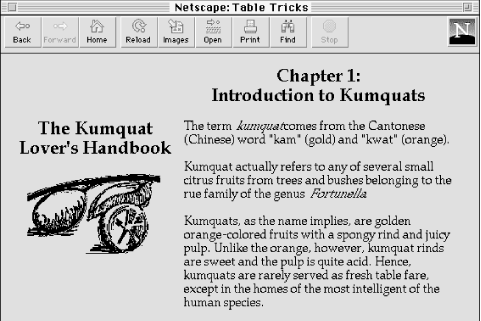 Netscape: Table Tricks
Back Forward Home Reload Images Open Print Find Stop
N
The Kumquat
Lover's Handbook
Chapter 1:
Introduction to Kumquats
The term kumquatcomes from the Cantonese
(Chinese) word "kam" (gold) and "kwat" (orange).
Kumquat actually refers to any of several small
citrus fruits from trees and bushes belonging to the
rue family of the genus Fortunella
Kumquats, as the name implies, are golden
orange-colored fruits with a spongy rind and juicy
pulp. Unlike the orange, however, kumquat rinds
are sweet and the pulp is quite acid. Hence,
kumquats are rarely served as fresh table fare,
except in the homes of the most intelligent of the
human species.